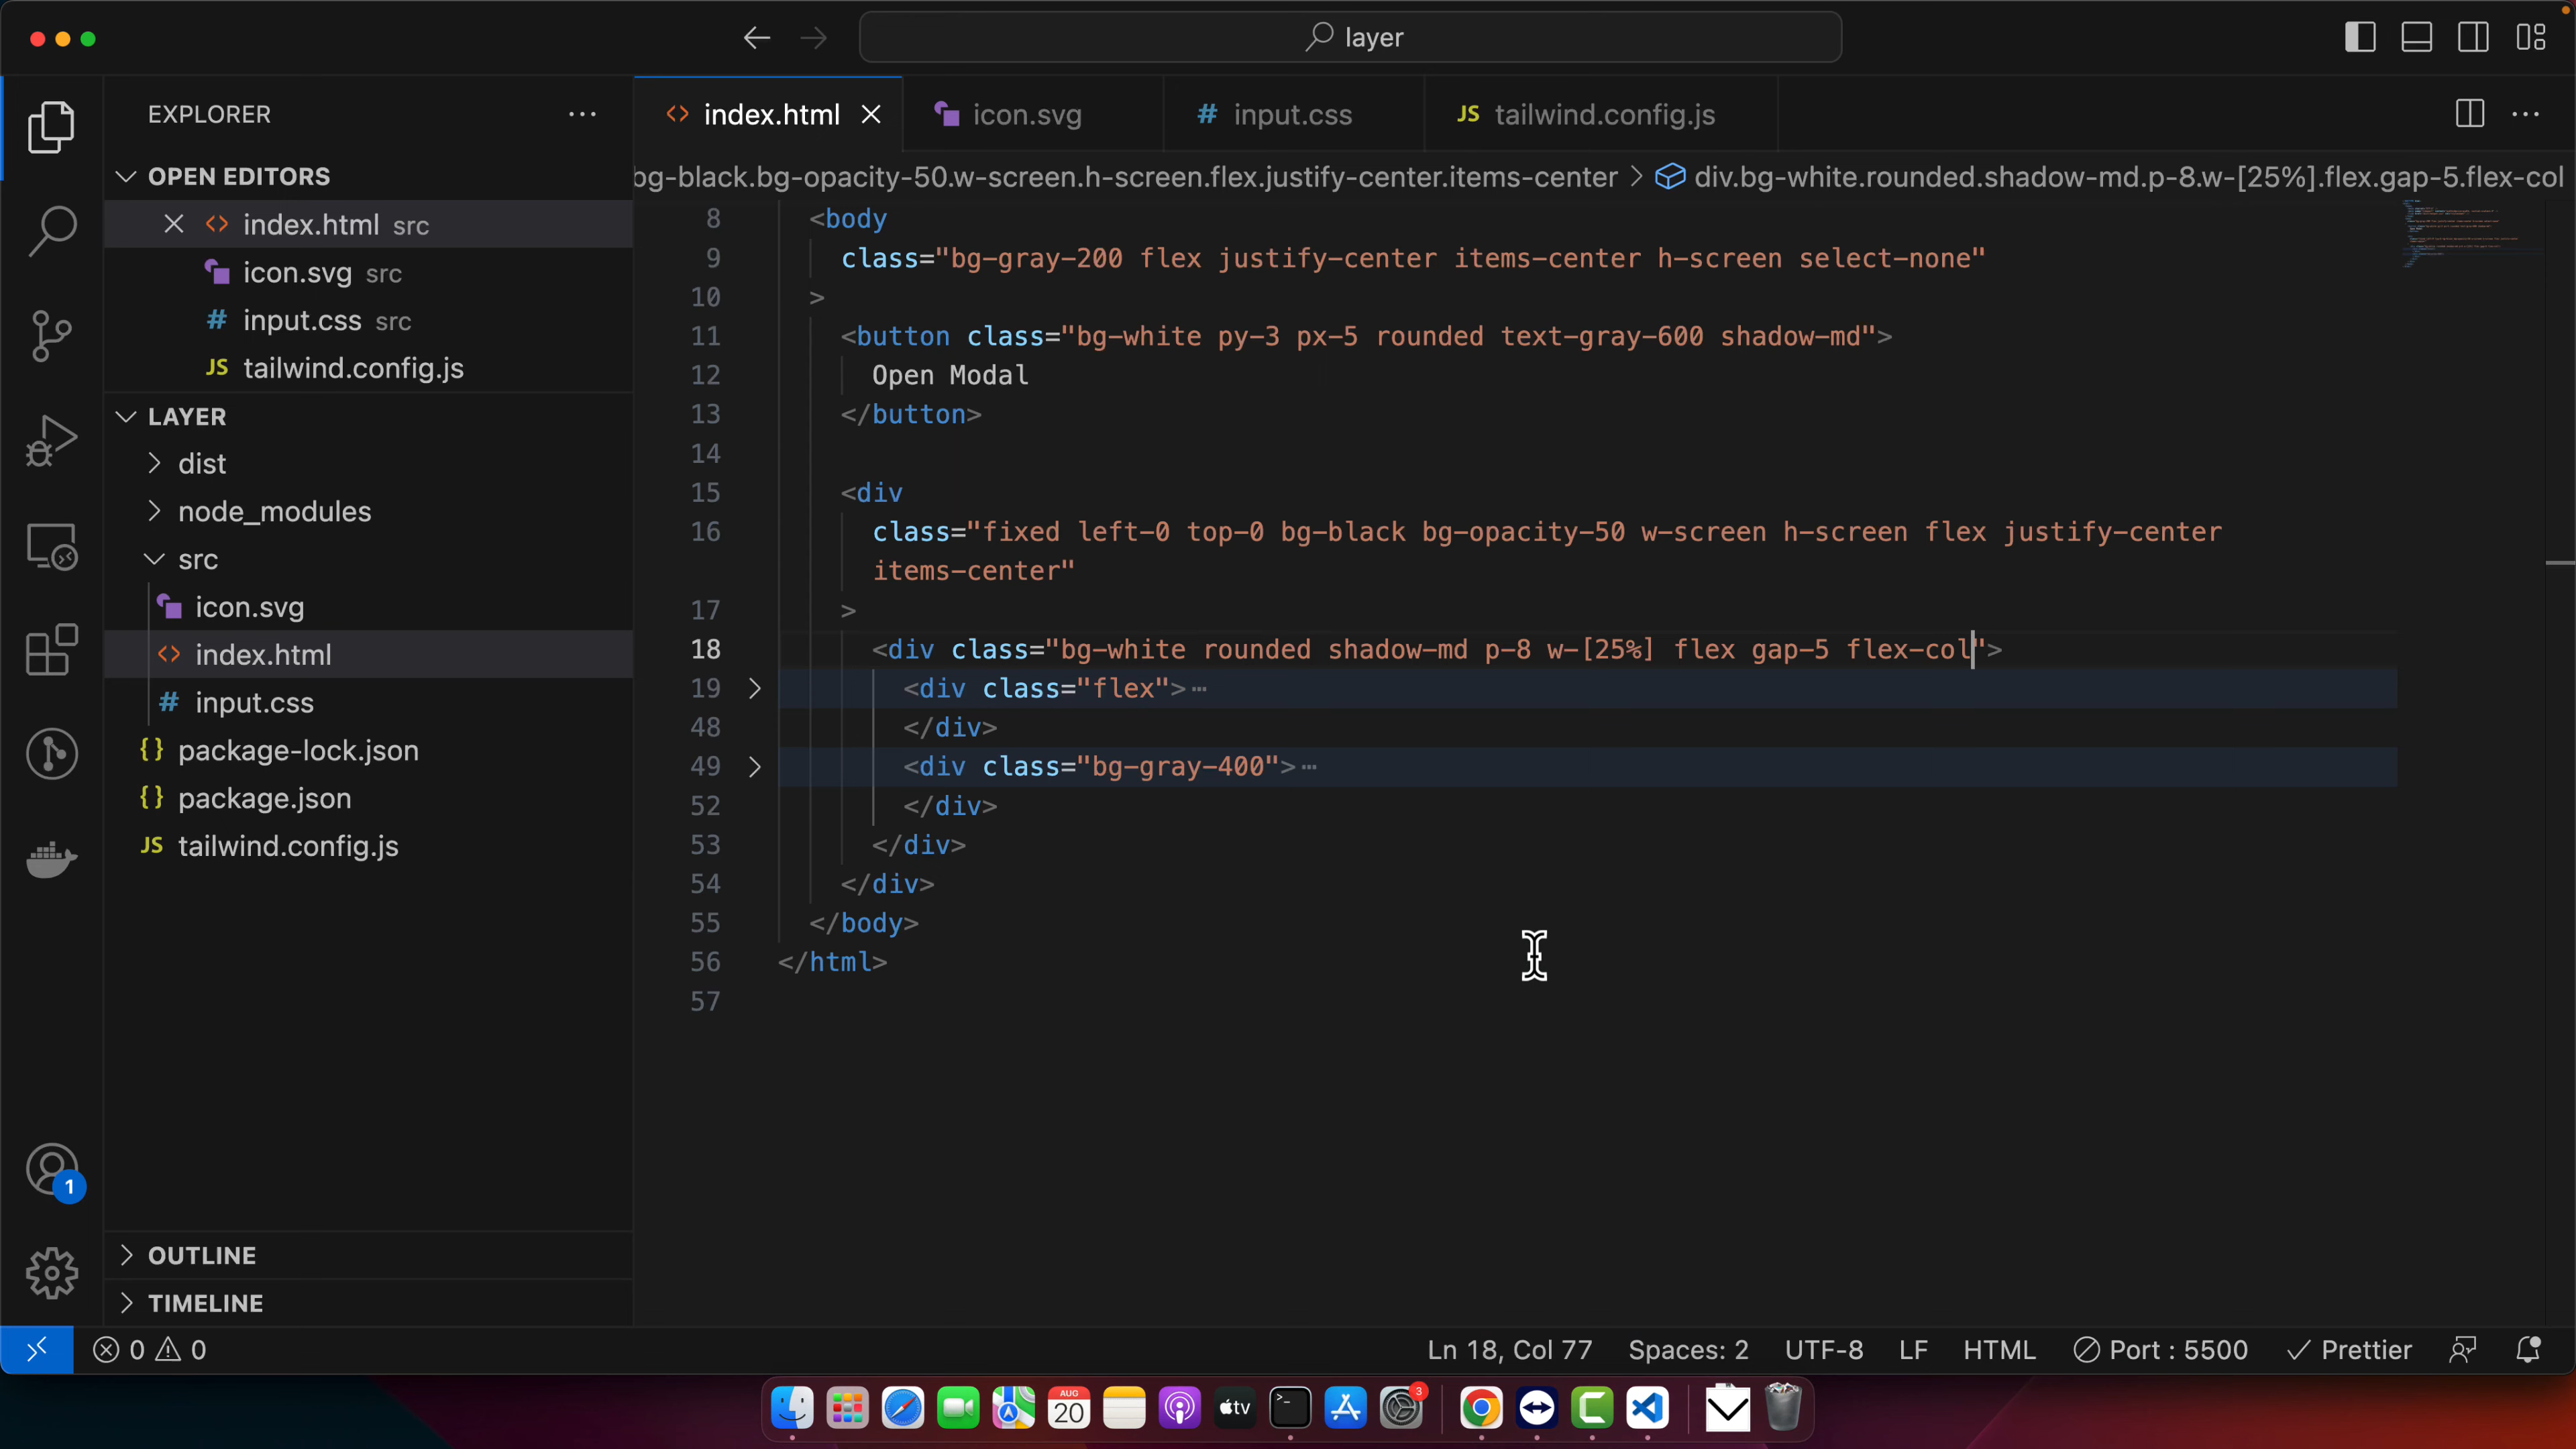 layer
EXPLORER
OPEN EDITORS
index.html src
icon.svg src
input.css src
tailwind.config.js
LAYER
dist
node_modules
src
icon.svg
index.html
input.css
package-lock.json
package.json
tailwind.config.js
OUTLINE
TIMELINE
1
index.html
icon.svg
input.css
tailwind.config.js
bg-black.bg-opacity-50.w-screen.h-screen.flex.justify-center.items-center > div.bg-white.rounded.shadow-md.p-8.w-[25%].flex.gap-5.flex-col
8 <body
9 class="bg-gray-200 flex justify-center items-center h-screen select-none"
10 >
11 <button class="bg-white py-3 px-5 rounded text-gray-600 shadow-md">
12 Open Modal
13 </button>
14
15 <div
16 class="fixed left-0 top-0 bg-black bg-opacity-50 w-screen h-screen flex justify-center
items-center"
17 >
18 <div class="bg-white rounded shadow-md p-8 w-[25%] flex gap-5 flex-col">
19 <div class="flex">…
48 </div>
49 <div class="bg-gray-400">…
52 </div>
53 </div>
54 </div>
55 </body>
56 </html>
57
0 0
Ln 18, Col 77 Spaces: 2 UTF-8 LF HTML Port : 5500 Prettier
AUG
20
tv
3